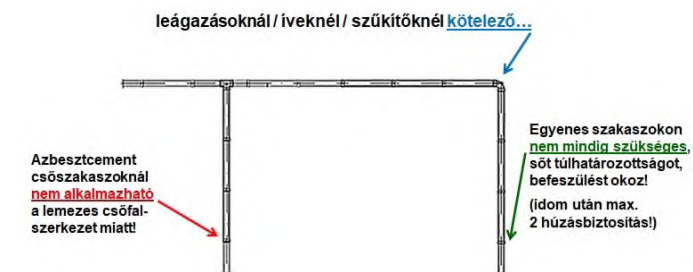 leágazásoknál / íveknél / szűkítőknél kötelező…
Azbesztcement
csőszakaszoknál
nem alkalmazható
a lemezes csőfal-
szerkezet miatt!
Egyenes szakaszokon
nem mindig szükséges,
sőt túlhatározottságot,
befeszülést okoz!
(idom után max.
2 húzásbiztosítás!)